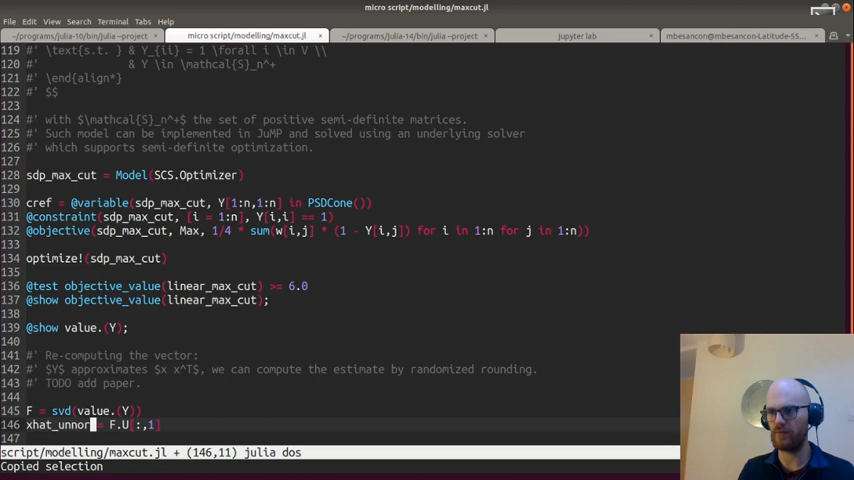 micro script/modelling/maxcut.jl
File Edit View Search Terminal Tabs Help
~/programs/julia-10/bin/julia --project × micro script/modelling/maxcut.jl × ~/programs/julia-14/bin/julia --project × jupyter lab × mbesancon@mbesancon-Latitude-55... ×
119 #' \text{s.t. } & Y_{ii} = 1 \forall i \in V \\
120 #' & Y \in \mathcal{S}_n^+
121 #' \end{align*}
122 #' $$
123
124 #' with $\mathcal{S}_n^+$ the set of positive semi-definite matrices.
125 #' Such model can be implemented in JuMP and solved using an underlying solver
126 #' which supports semi-definite optimization.
127
128 sdp_max_cut = Model(SCS.Optimizer)
129
130 cref = @variable(sdp_max_cut, Y[1:n,1:n] in PSDCone())
131 @constraint(sdp_max_cut, [i = 1:n], Y[i,i] == 1)
132 @objective(sdp_max_cut, Max, 1/4 * sum(w[i,j] * (1 - Y[i,j]) for i in 1:n for j in 1:n))
133
134 optimize!(sdp_max_cut)
135
136 @test objective_value(linear_max_cut) >= 6.0
137 @show objective_value(linear_max_cut);
138
139 @show value.(Y);
140
141 #' Re-computing the vector:
142 #' $Y$ approximates $x x^T$, we can compute the estimate by randomized rounding.
143 #' TODO add paper.
144
145 F = svd(value.(Y))
146 xhat_unnor = F.U[:,1]
147
script/modelling/maxcut.jl + (146,11) julia dos
Copied selection